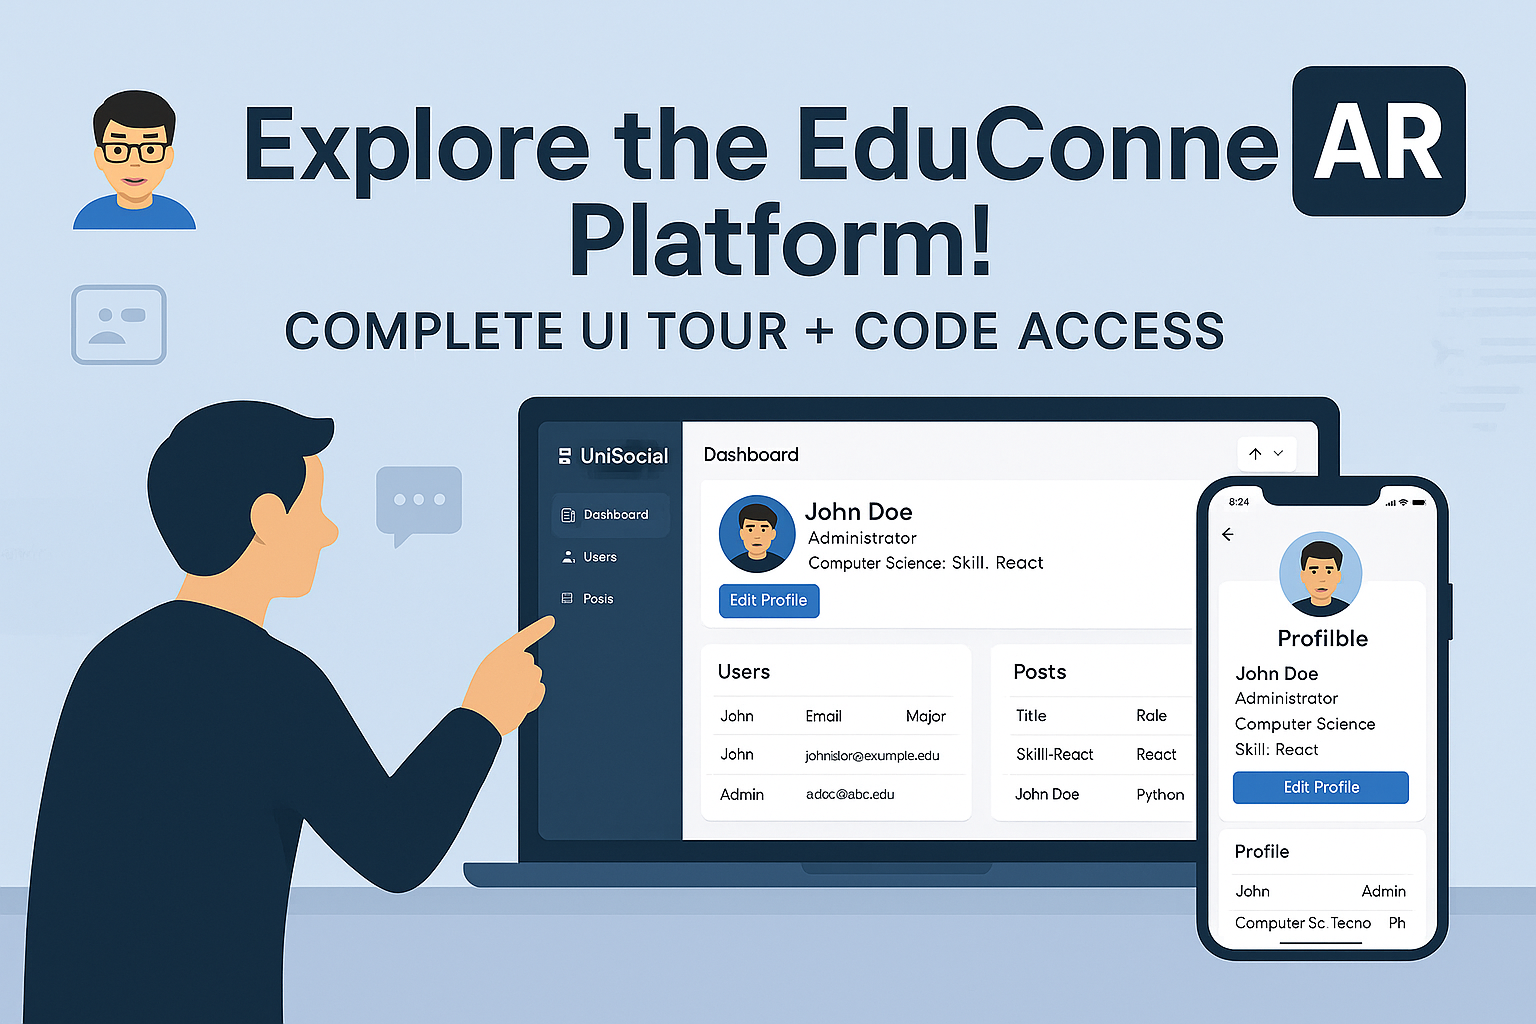 Explore the EduConne AR
Platform!
COMPLETE UI TOUR + CODE ACCESS
UniSocial
Dashboard
Users
Posis
Dashboard
John Doe
Administrator
Computer Science: Skill. React
Edit Profile
Users
John Email Major
John johnislor@exumple.edu
Admin adcc@abc.edu
Posts
Title Rale
Skilll-React React
John Doe Python
8:24
Profilble
John Doe
Administrator
Computer Science
Skill: React
Edit Profile
Profile
John Admin
Computer Sc. Tecno Ph